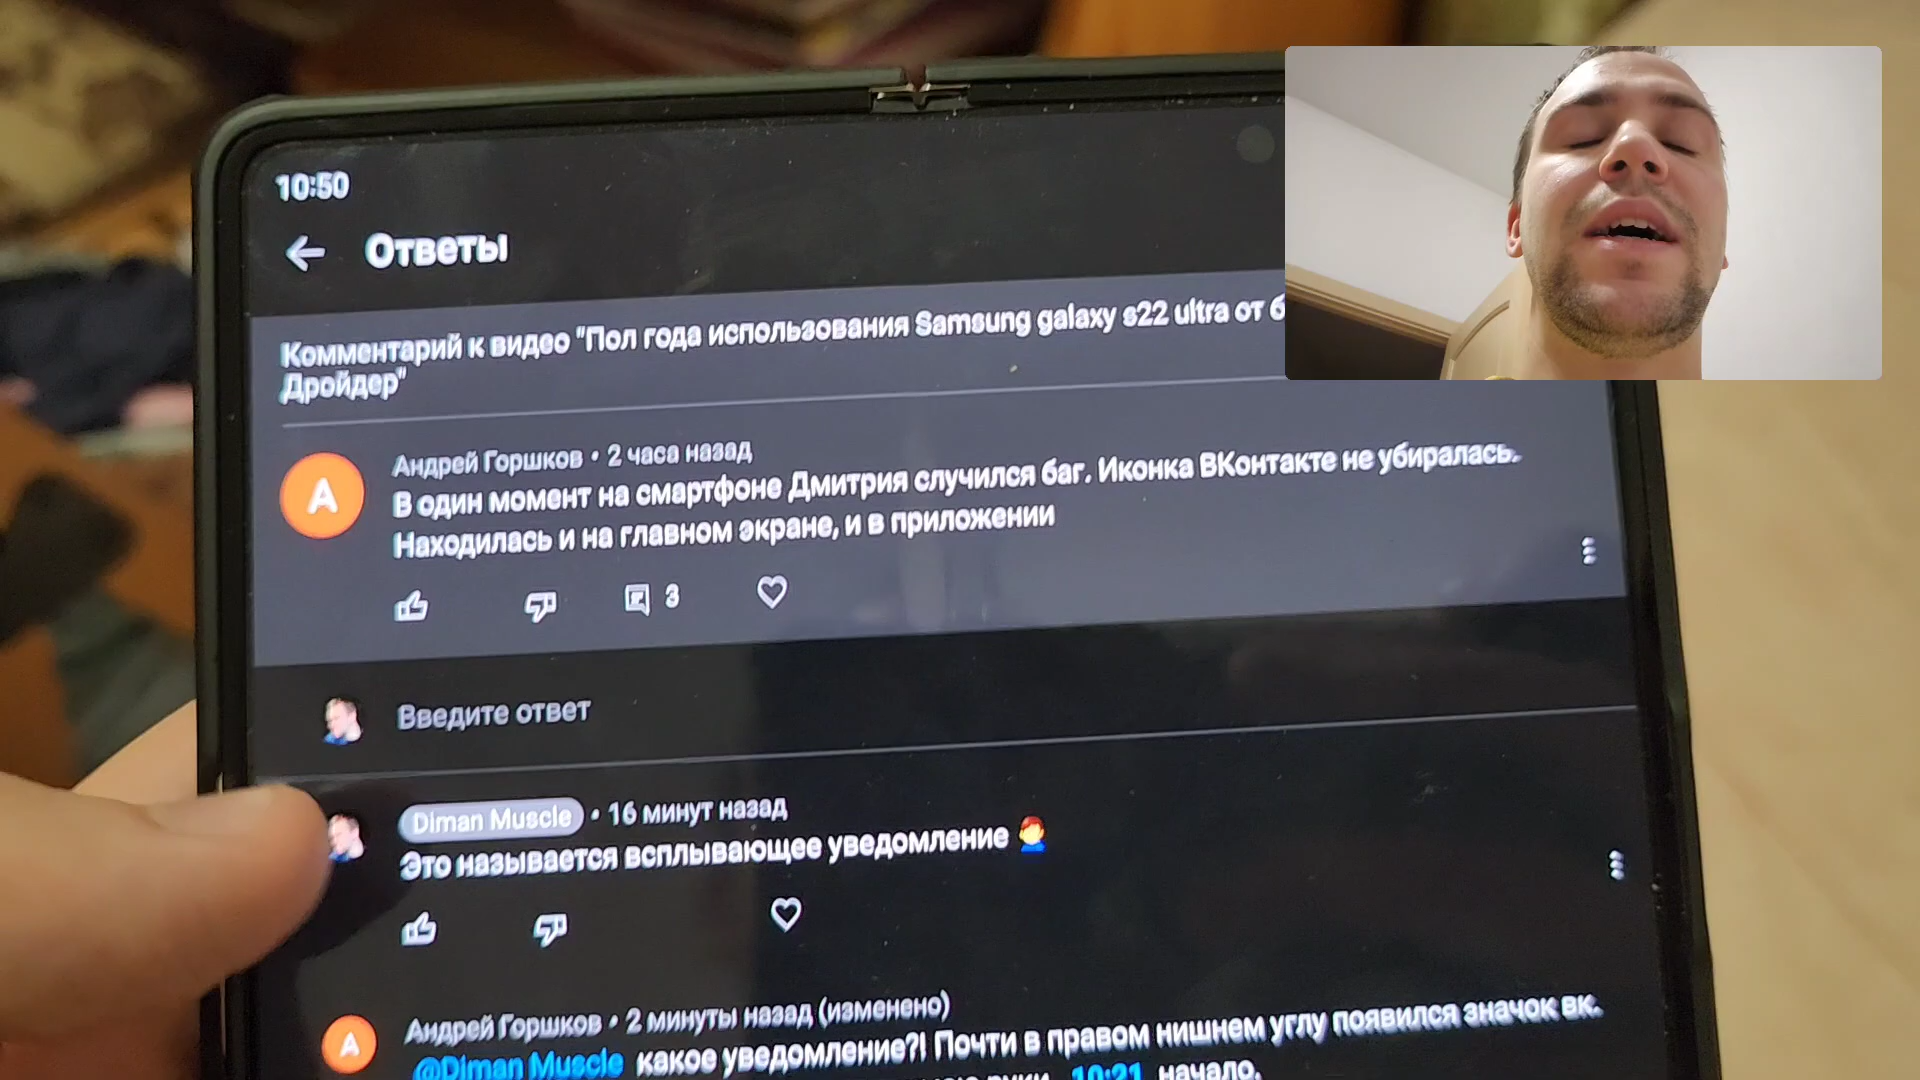 10:50
Ответы
Комментарий к видео "Пол года использования Samsung galaxy s22 ultra от
Дройдер"
Андрей Горшков • 2 часа назад
А
В один момент на смартфоне Дмитрия случился баг. Иконка ВКонтакте не убиралась.
Находилась и на главном экране, и в приложении
3
Введите ответ
Diman Muscle • 16 минут назад
Это называется всплывающее уведомление
Андрей Горшков • 2 минуты назад (изменено)
А
@Diman Muscle какое уведомление?! Почти в правом нишнем углу появился значок вк.
10:21 начало.